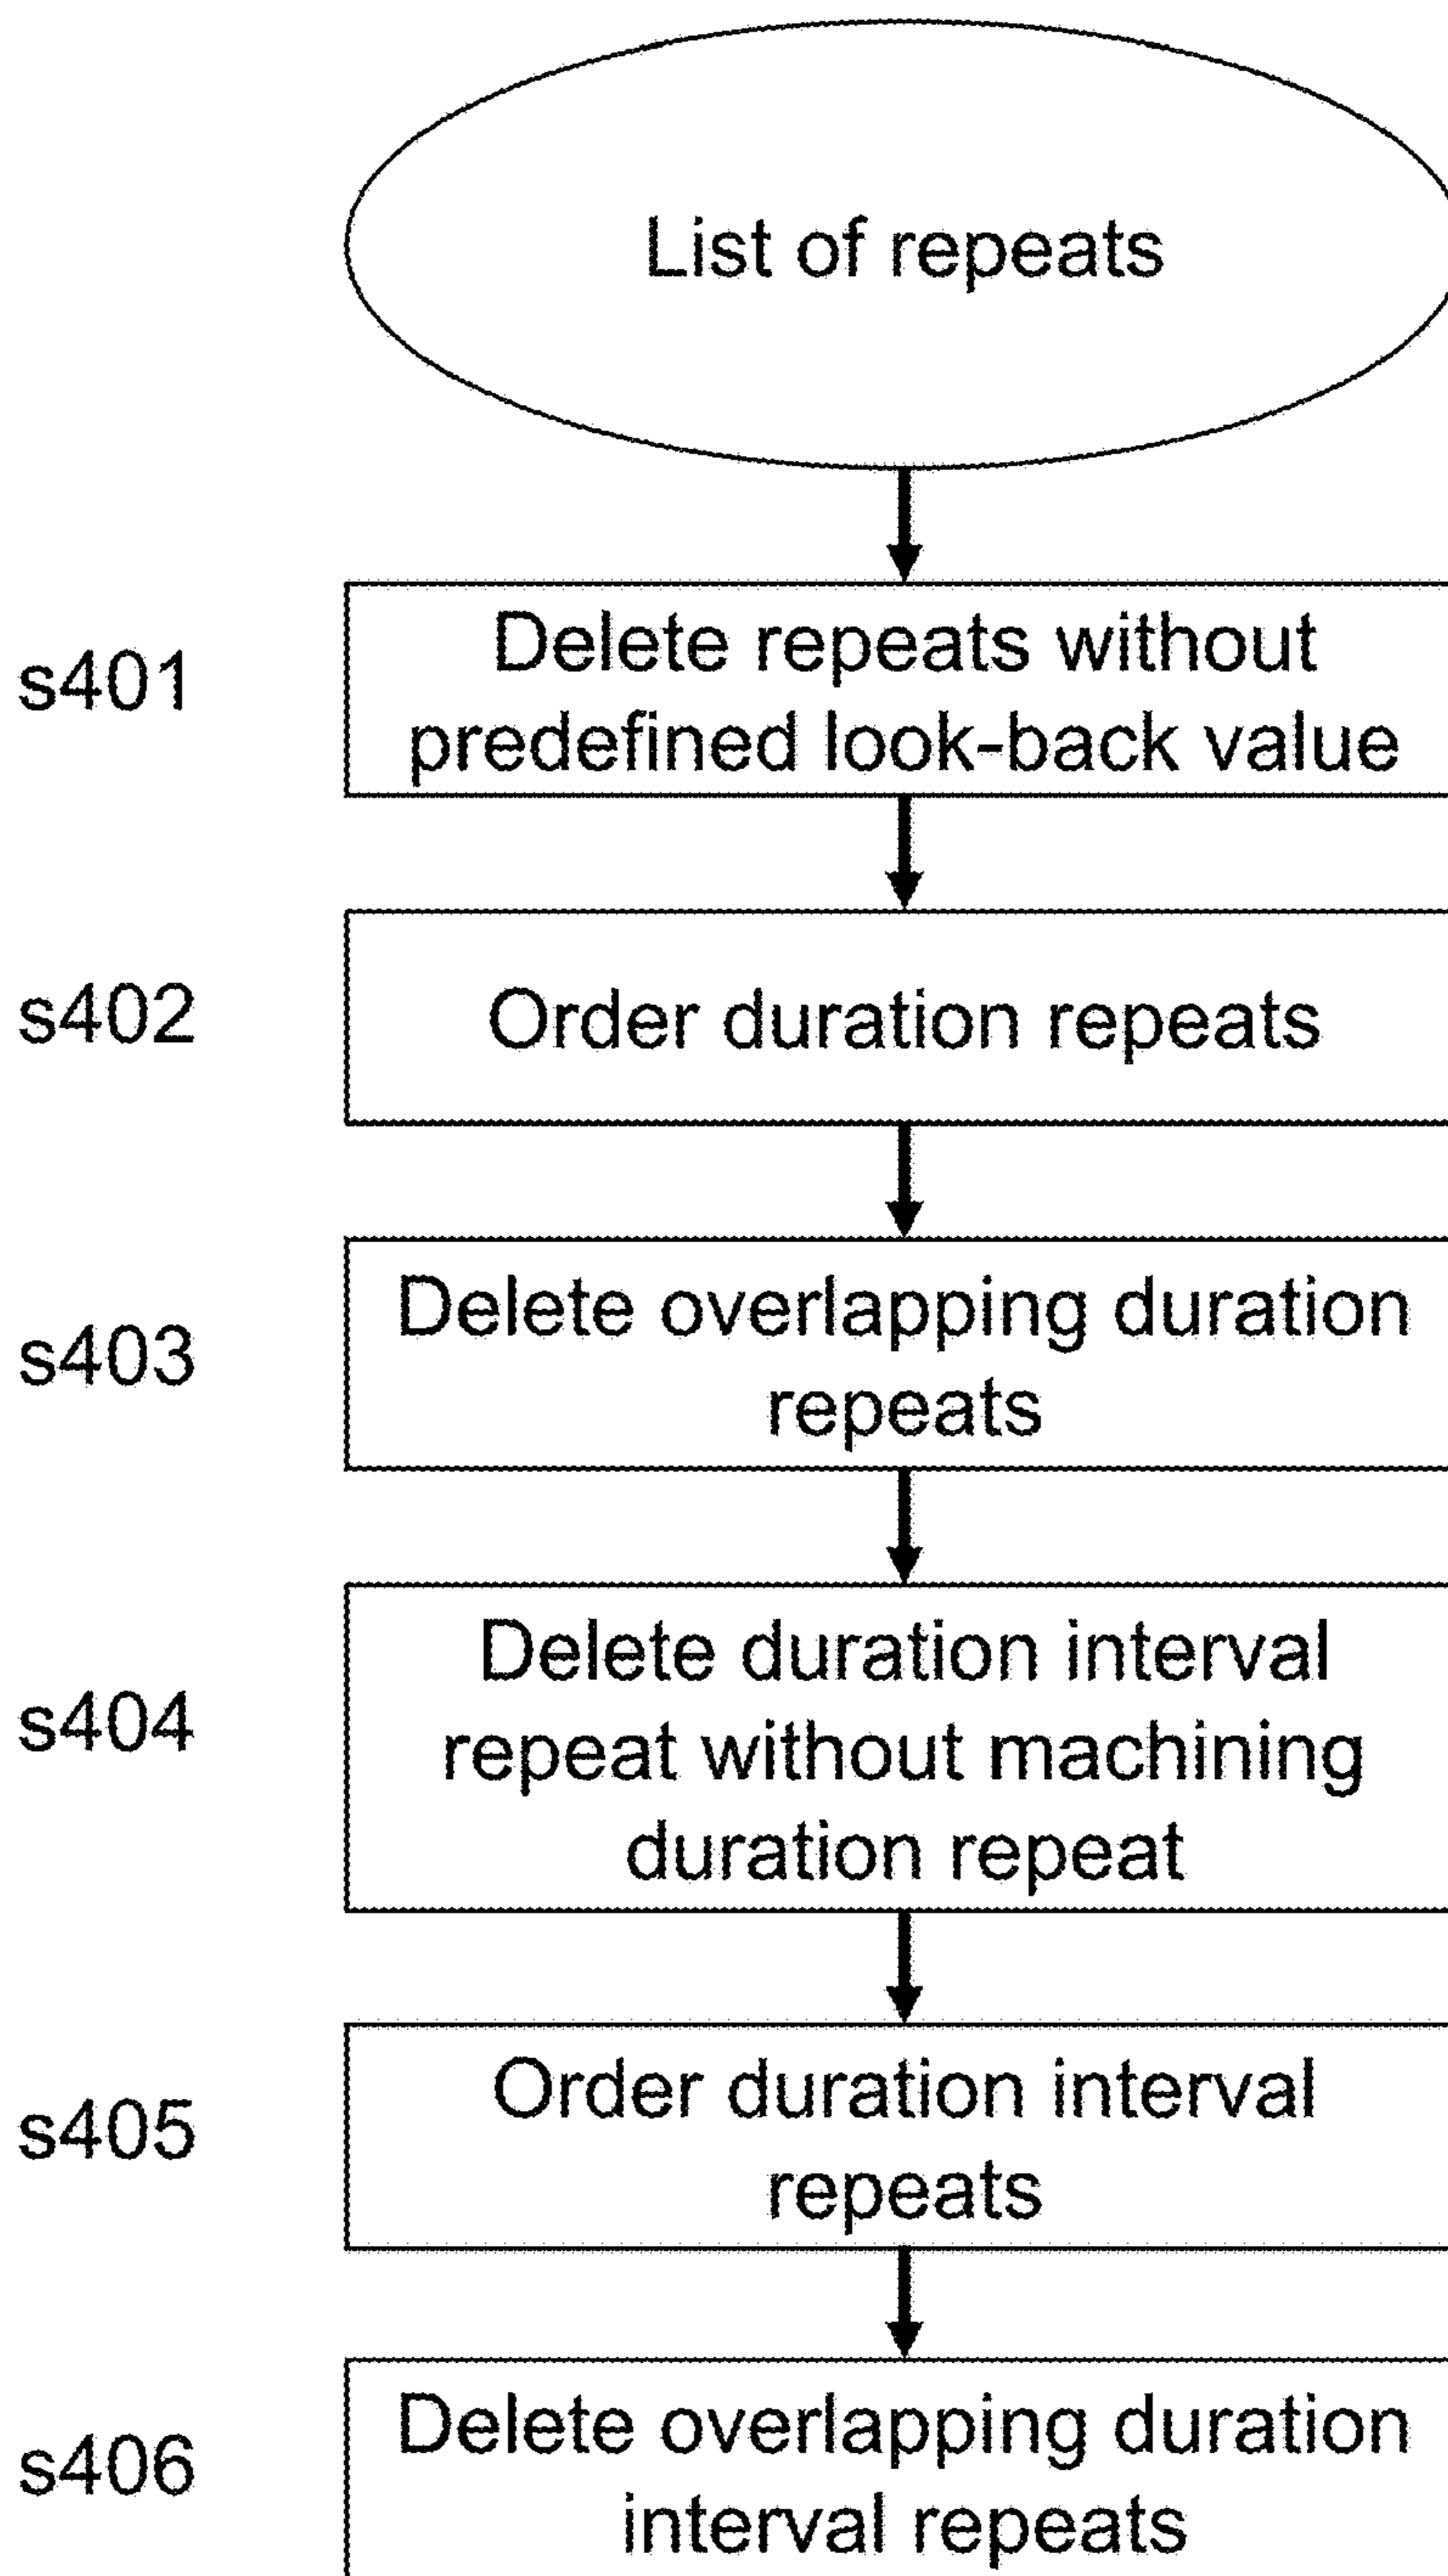 List of repeats
s401
Delete repeats without
predefined look-back value
s402
Order duration repeats
s403
Delete overlapping duration
repeats
s404
Delete duration interval
repeat without machining
duration repeat
s405
Order duration interval
repeats
s406
Delete overlapping duration
interval repeats